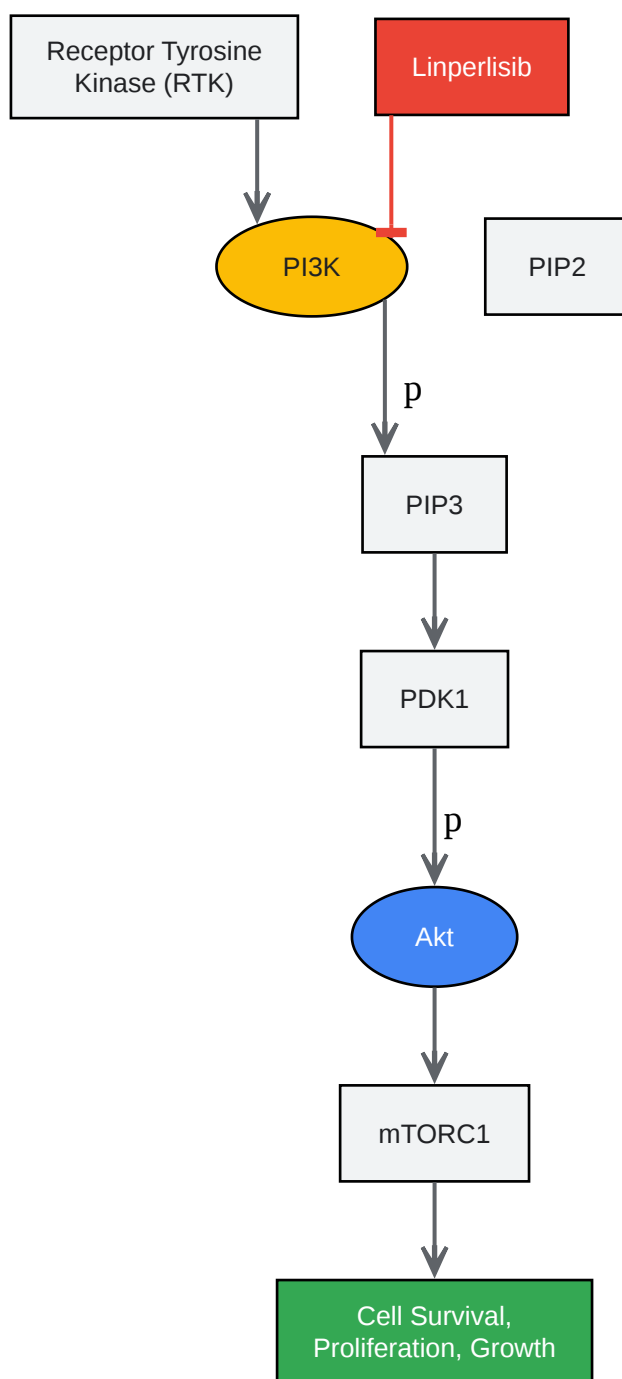 Receptor Tyrosine
Kinase (RTK)
Linperlisib
PI3K
PIP2
p
PIP3
PDK1
p
Akt
mTORC1
Cell Survival,
Proliferation, Growth